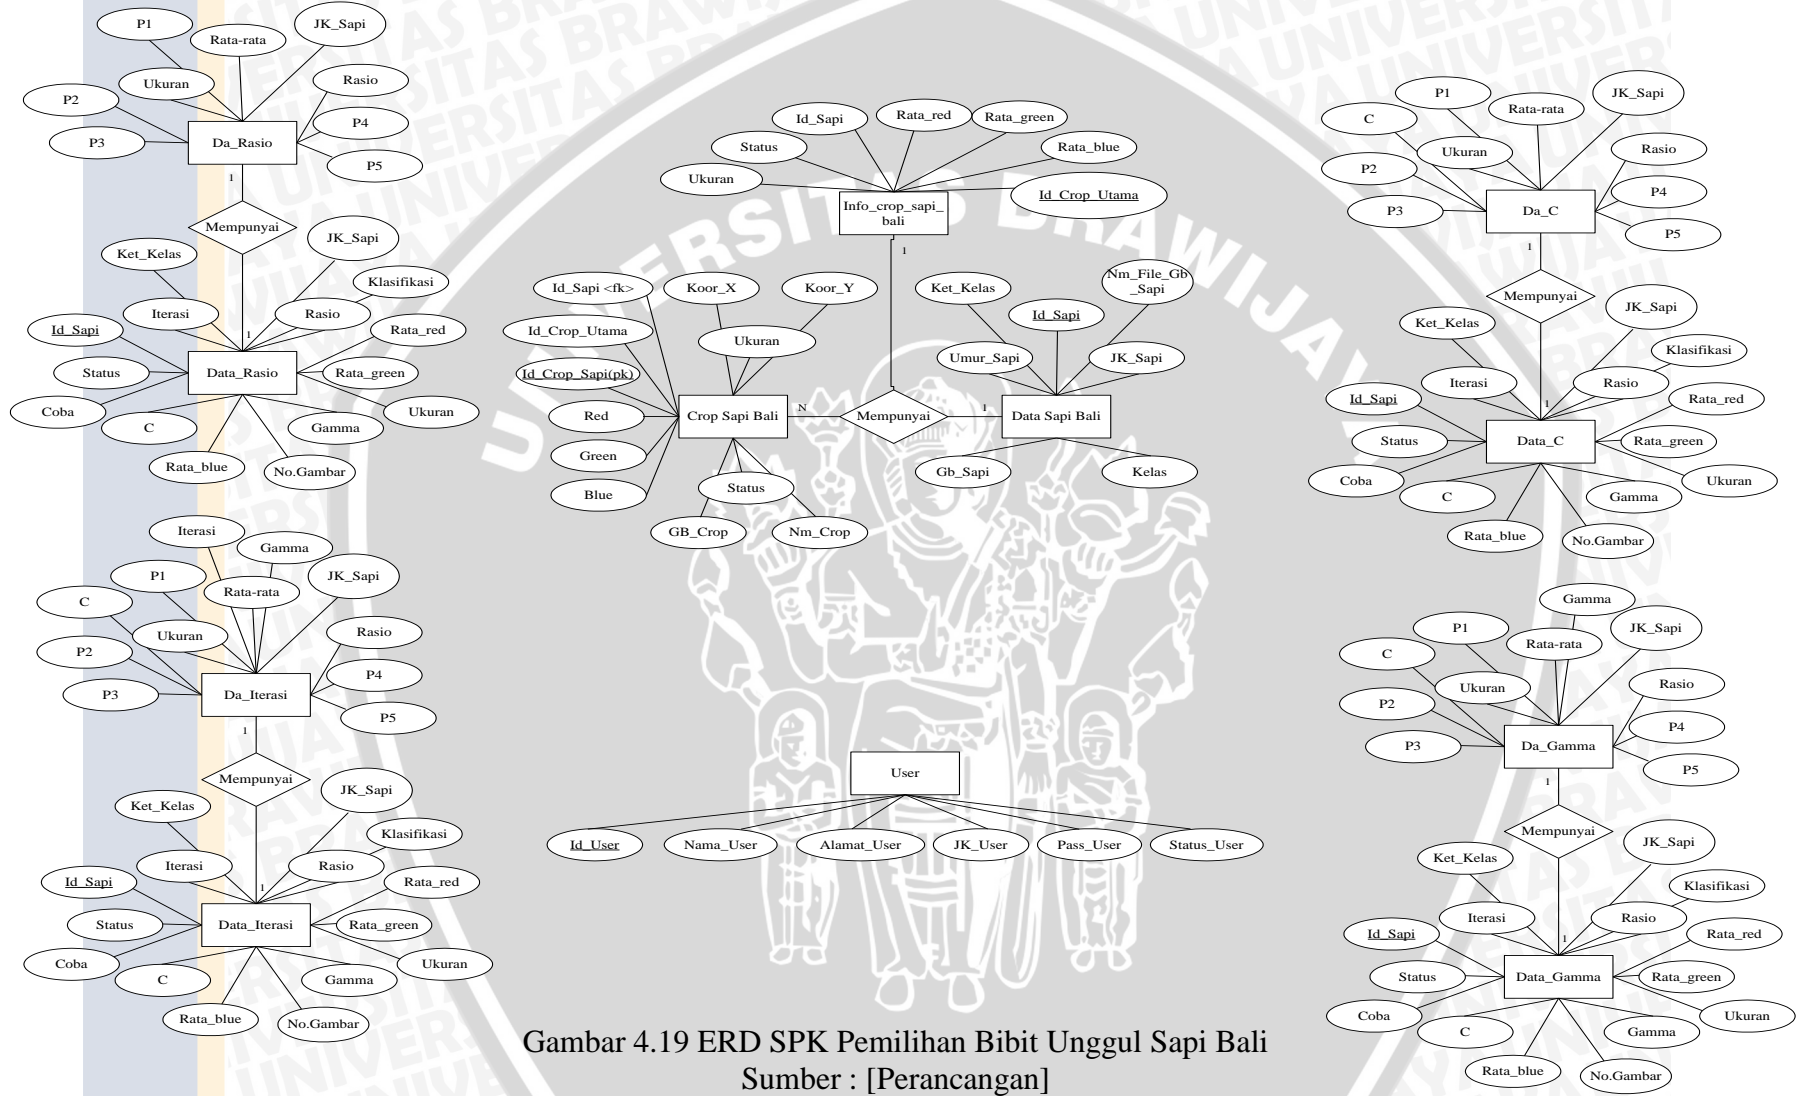 P1
Rata-rata
JK_Sapi
Ukuran
Rasio
P2
P4
P3
Da_Rasio
P5
1
Mempunyai
JK_Sapi
Ket_Kelas
Klasifikasi
Iterasi
Rasio
Id_Sapi
Rata_red
1
Status
Data_Rasio
Rata_green
Coba
Ukuran
C
Gamma
Rata_blue
No.Gambar
Iterasi
Gamma
P1
JK_Sapi
C
Rata-rata
Ukuran
Rasio
P2
P4
P3
Da_Iterasi
P5
1
Mempunyai
JK_Sapi
Ket_Kelas
Klasifikasi
Iterasi
Rasio
Id_Sapi
Rata_red
1
Status
Data_Iterasi
Rata_green
Coba
Ukuran
C
Gamma
Rata_blue
No.Gambar
Id_Sapi
Rata_red
Rata_green
Status
Rata_blue
Ukuran
Id_Crop_Utama
Info_crop_sapi_
bali
1
UNIVERSITAS BRAWIJAYA
Id_Sapi <fk>
Koor_X
Koor_Y
Id_Crop_Utama
Ukuran
Id_Crop_Sapi(pk)
Red
Crop Sapi Bali
N
Mempunyai
1
Data Sapi Bali
Green
Blue
Status
GB_Crop
Nm_Crop
Ket_Kelas
Nm_File_Gb
_Sapi
Id_Sapi
Umur_Sapi
JK_Sapi
Gb_Sapi
Kelas
User
Id_User
Nama_User
Alamat_User
JK_User
Pass_User
Status_User
P1
Rata-rata
JK_Sapi
C
Ukuran
Rasio
P2
P4
P3
Da_C
P5
1
Mempunyai
JK_Sapi
Ket_Kelas
Klasifikasi
Iterasi
Rasio
Id_Sapi
Rata_red
1
Status
Data_C
Rata_green
Coba
Ukuran
C
Gamma
Rata_blue
No.Gambar
Gamma
P1
JK_Sapi
C
Rata-rata
Ukuran
Rasio
P2
P4
P3
Da_Gamma
P5
1
Mempunyai
JK_Sapi
Ket_Kelas
Klasifikasi
Iterasi
Rasio
Id_Sapi
Rata_red
1
Status
Data_Gamma
Rata_green
Coba
Ukuran
C
Gamma
Rata_blue
No.Gambar
Gambar 4.19 ERD SPK Pemilihan Bibit Unggul Sapi Bali
Sumber : [Perancangan]